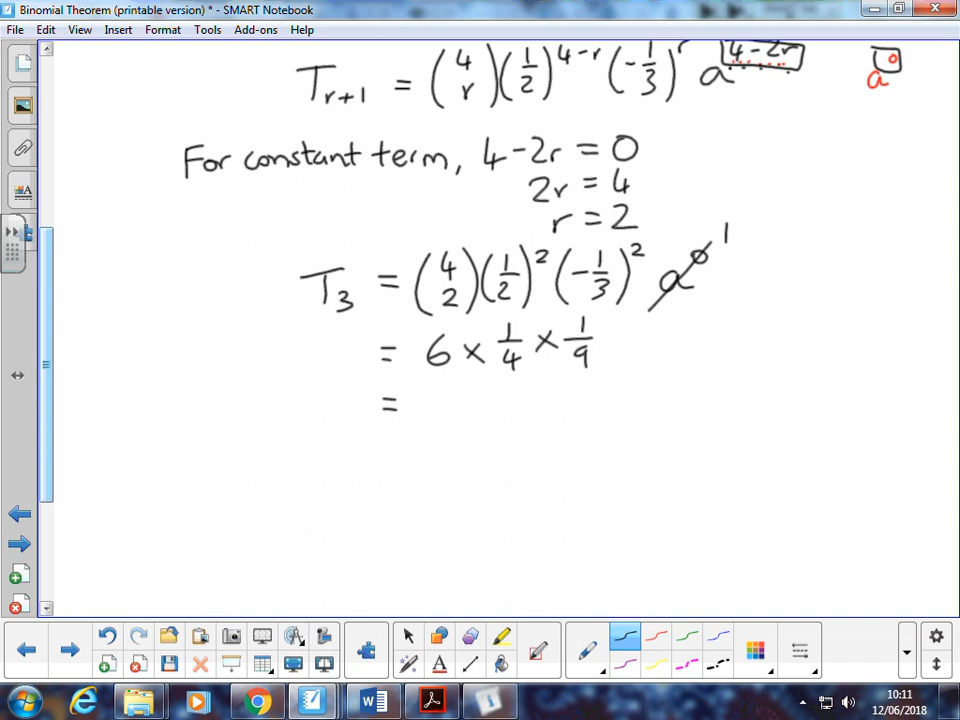 Binomial Theorem (printable version) * - SMART Notebook
File Edit View Insert Format Tools Add-ons Help
T_{r+1} = (4 r)(1/2)^{4-r} (-1/3)^r a^{4-2r} a^0
For constant term, 4-2r = 0
2r = 4
r = 2
T_3 = (4 2)(1/2)^2 (-1/3)^2 a^0 1
= 6 × 1/4 × 1/9
=
10:11
12/06/2018